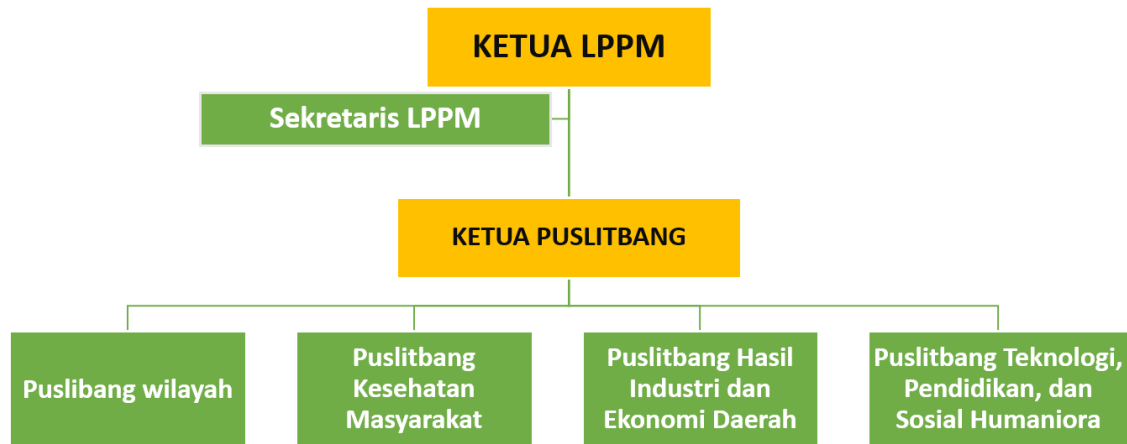 KETUA LPPM
Sekretaris LPPM
KETUA PUSLITBANG
Puslibang wilayah
Puslitbang
Kesehatan
Masyarakat
Puslitbang Hasil
Industri dan
Ekonomi Daerah
Puslitbang Teknologi,
Pendidikan, dan
Sosial Humaniora